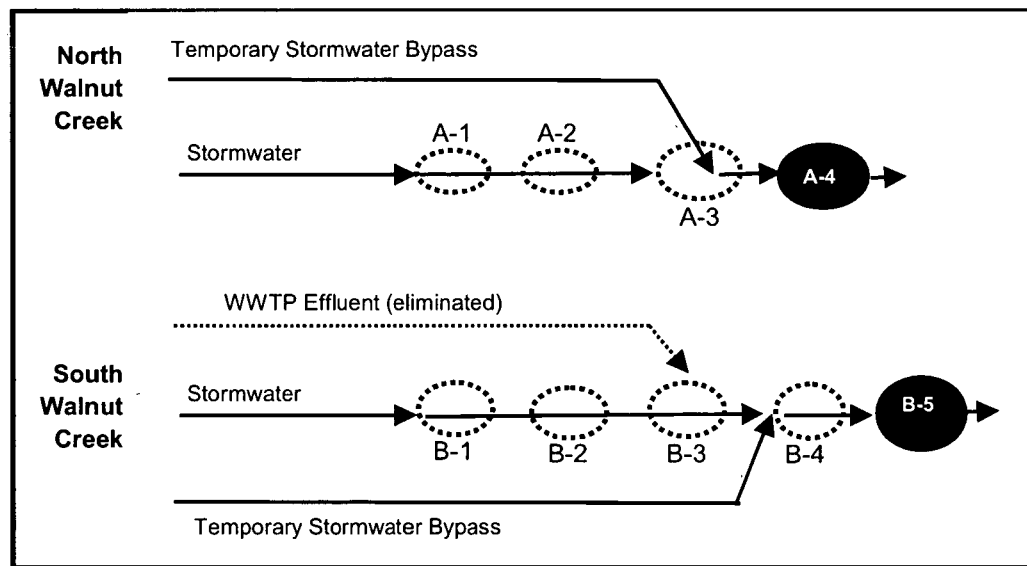 North
Walnut
Creek
Temporary Stormwater Bypass
Stormwater
A-1
A-2
A-3
A-4
WWTP Effluent (eliminated)
South
Walnut
Creek
Stormwater
B-1
B-2
B-3
B-4
B-5
Temporary Stormwater Bypass